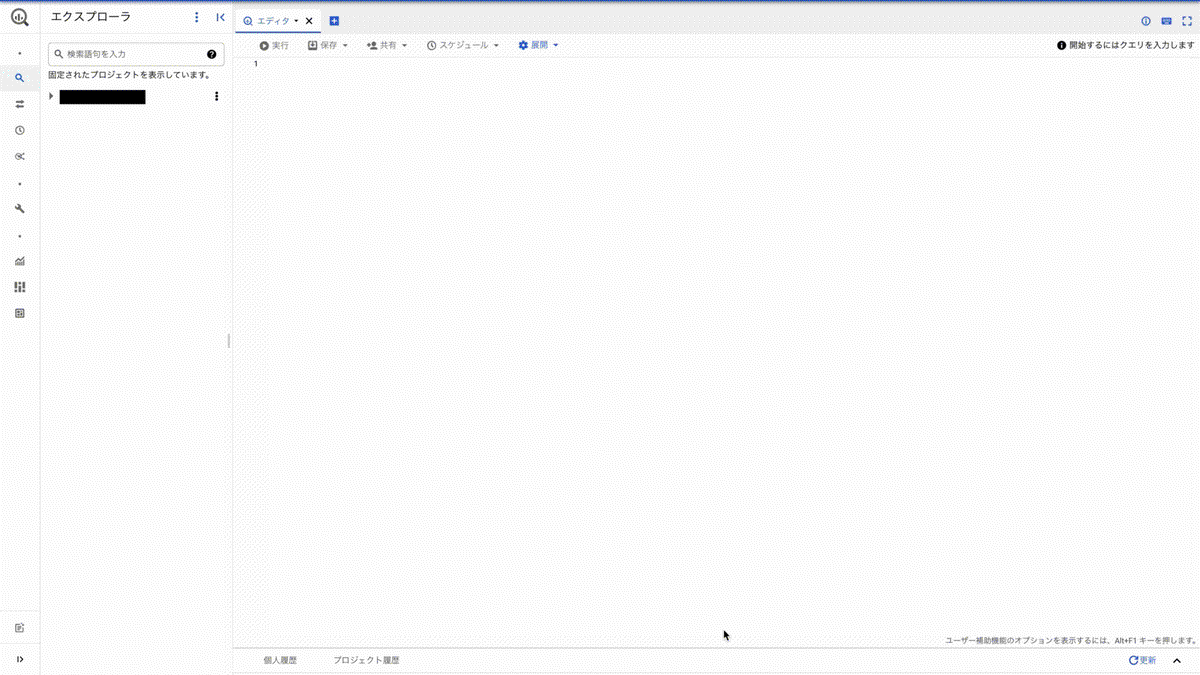 エクスプローラ
エディタ
検索語句を入力
固定されたプロジェクトを表示しています。
実行 保存 共有 スケジュール 展開 開始するにはクエリを入力します
1
ユーザー補助機能のオプションを表示するには、Alt+F1 キーを押します。
個人履歴 プロジェクト履歴 更新